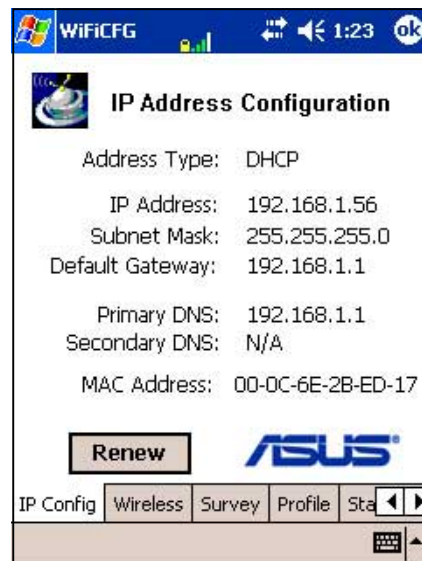 WiFiCFG 1:23 ok
IP Address Configuration
Address Type: DHCP
IP Address: 192.168.1.56
Subnet Mask: 255.255.255.0
Default Gateway: 192.168.1.1
Primary DNS: 192.168.1.1
Secondary DNS: N/A
MAC Address: 00-0C-6E-2B-ED-17
Renew ASUS
IP Config Wireless Survey Profile Sta